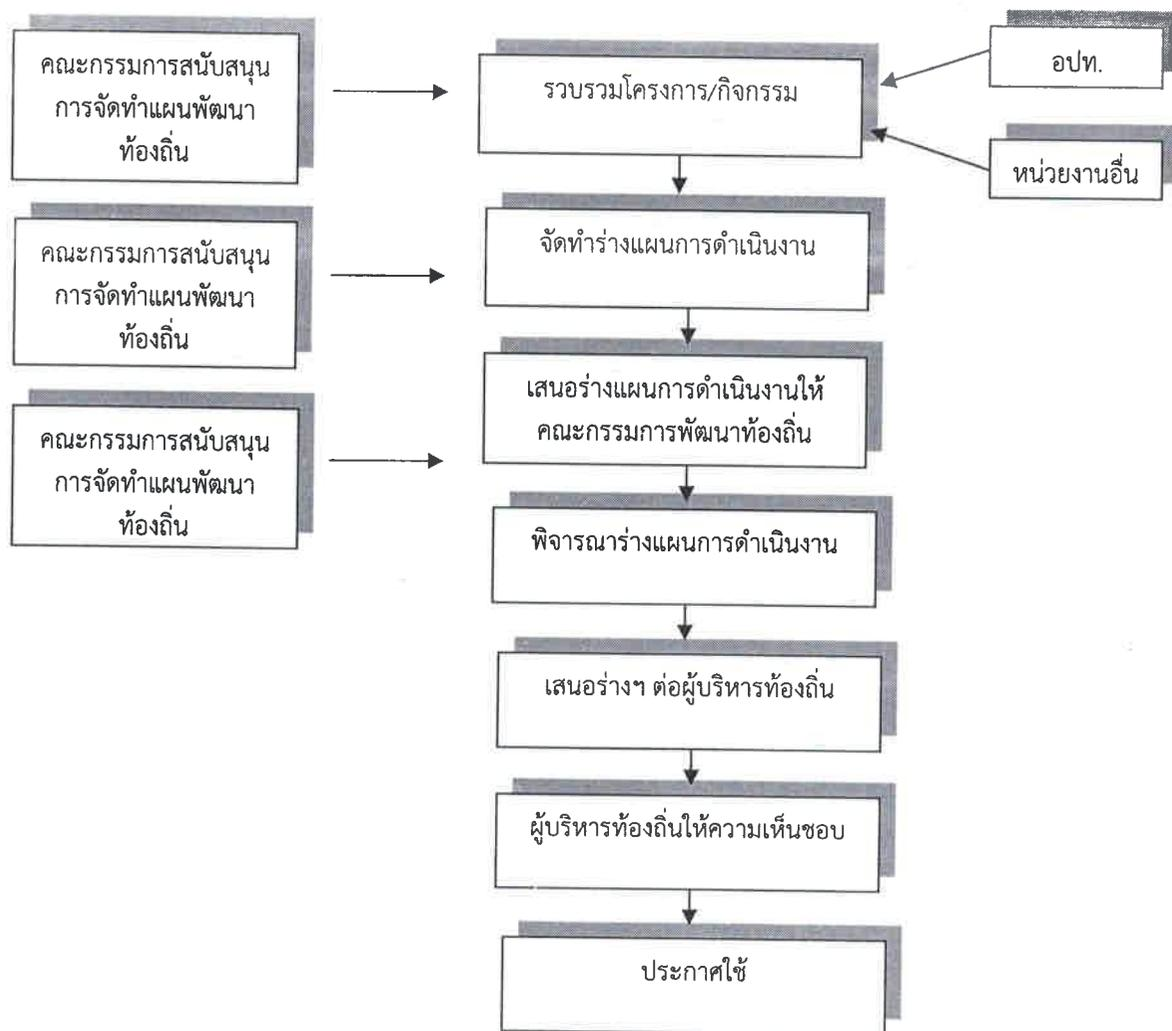 คณะกรรมการสนับสนุน
การจัดทำแผนพัฒนา
ท้องถิ่น
รวบรวมโครงการ/กิจกรรม
อปท.
หน่วยงานอื่น
คณะกรรมการสนับสนุน
การจัดทำแผนพัฒนา
ท้องถิ่น
จัดทำร่างแผนการดำเนินงาน
คณะกรรมการสนับสนุน
การจัดทำแผนพัฒนา
ท้องถิ่น
เสนอร่างแผนการดำเนินงานให้
คณะกรรมการพัฒนาท้องถิ่น
พิจารณาร่างแผนการดำเนินงาน
เสนอร่างฯ ต่อผู้บริหารท้องถิ่น
ผู้บริหารท้องถิ่นให้ความเห็นชอบ
ประกาศใช้